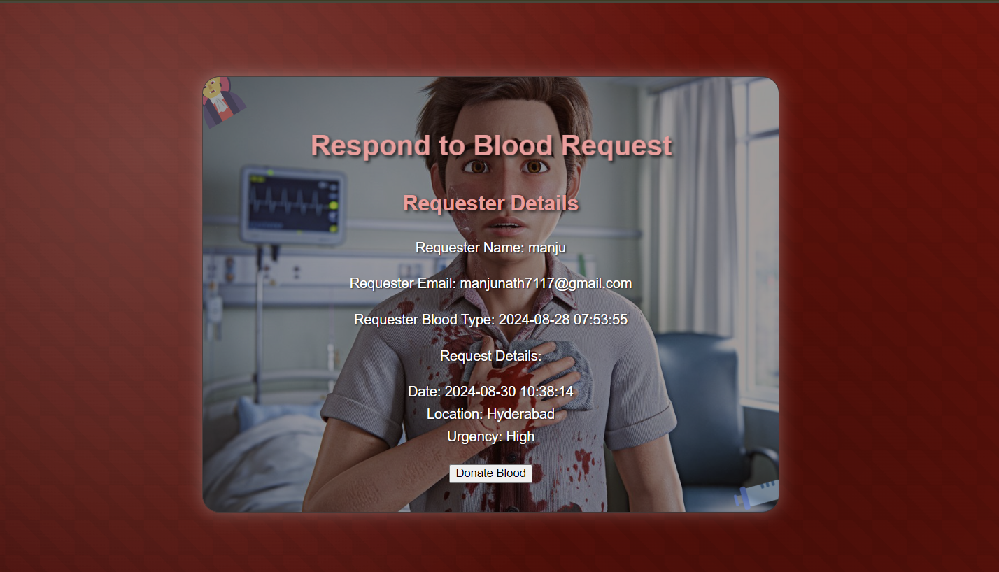 Respond to Blood Request
Requester Details
Requester Name: manju
Requester Email: manjunath7117@gmail.com
Requester Blood Type: 2024-08-28 07:53:55
Request Details:
Date: 2024-08-30 10:38:14
Location: Hyderabad
Urgency: High
Donate Blood